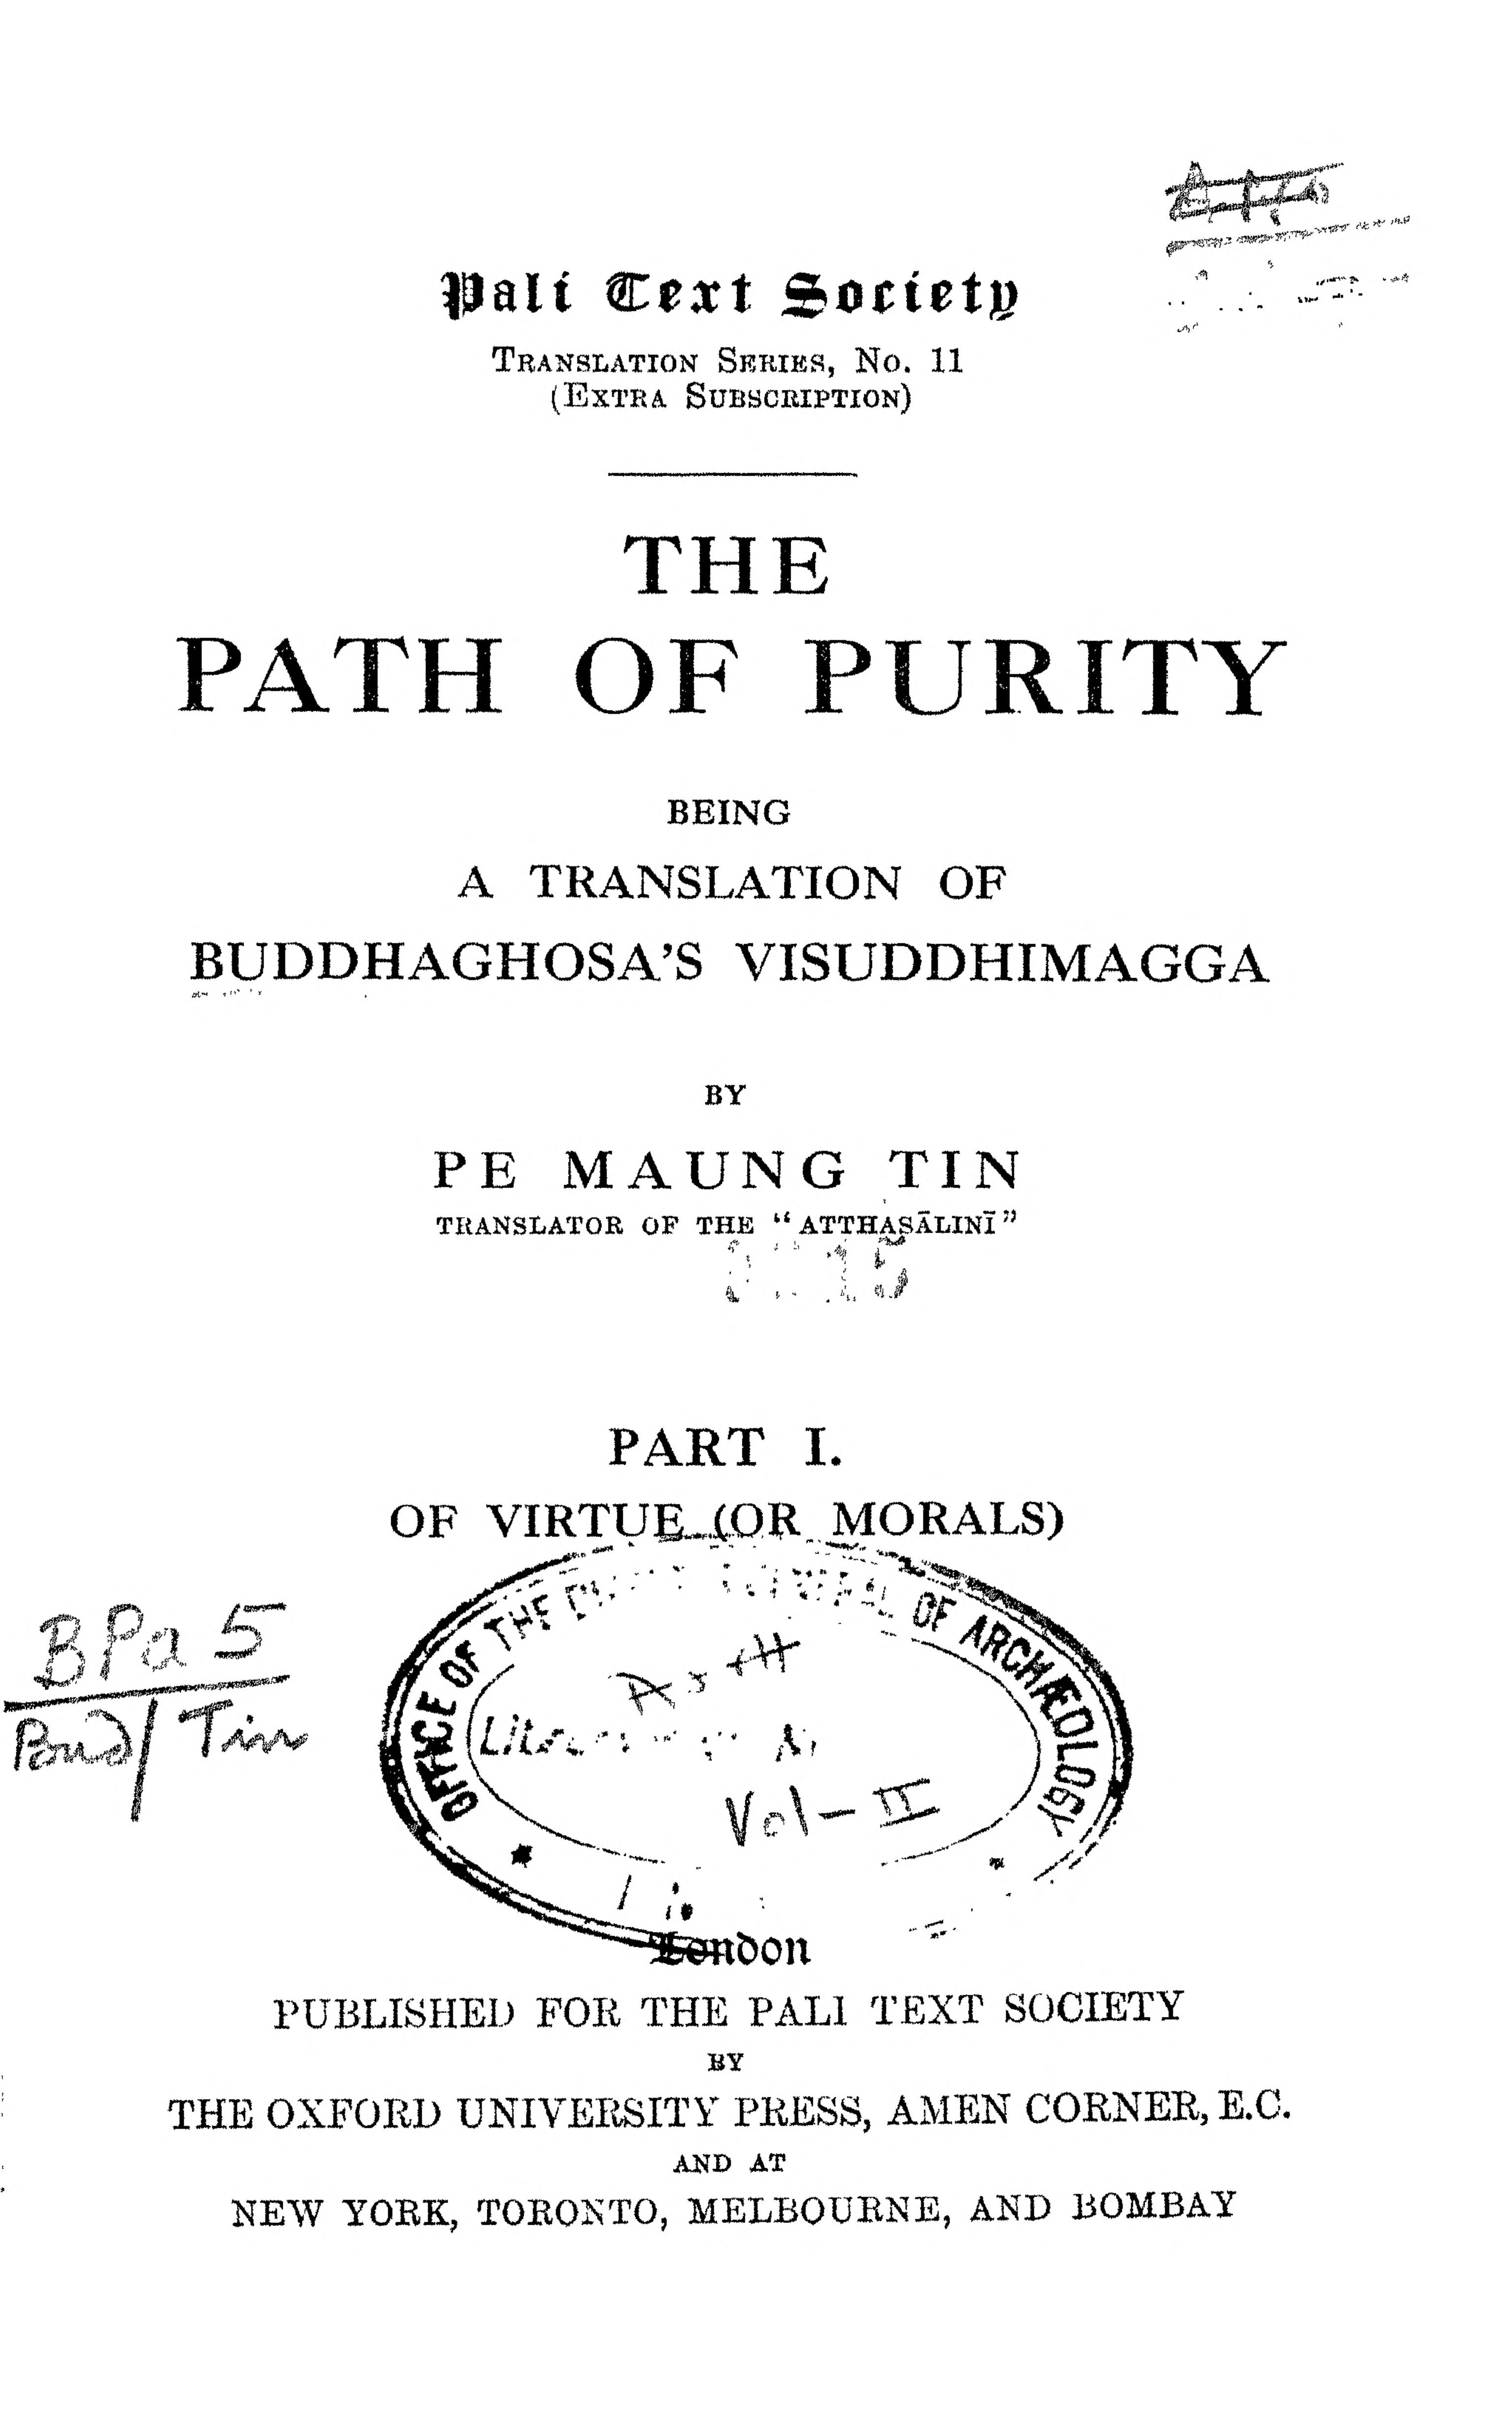 Pali Text Society
TRANSLATION SERIES, NO. 11
(EXTRA SUBSCRIPTION)
THE
PATH OF PURITY
BEING
A TRANSLATION OF
BUDDHAGHOSA'S VISUDDHIMAGGA
BY
PE MAUNG TIN
TRANSLATOR OF THE “ATTHASĀLINĪ”
PART I.
OF VIRTUE (OR MORALS)
BPa 5
Bud/Tin
OFFICE OF THE OF ARCHÆOLOGY
Vol-II
London
PUBLISHED FOR THE PALI TEXT SOCIETY
BY
THE OXFORD UNIVERSITY PRESS, AMEN CORNER, E.C.
AND AT
NEW YORK, TORONTO, MELBOURNE, AND BOMBAY